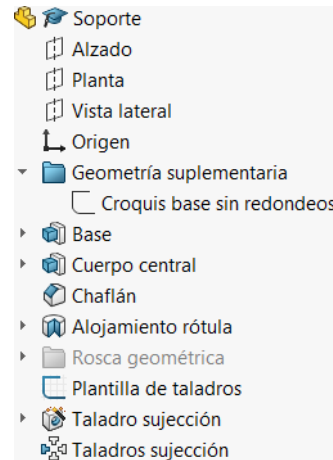 Soporte
Alzado
Planta
Vista lateral
Origen
Geometría suplementaria
Croquis base sin redondeos
Base
Cuerpo central
Chaflán
Alojamiento rótula
Rosca geométrica
Plantilla de taladros
Taladro sujección
Taladros sujección